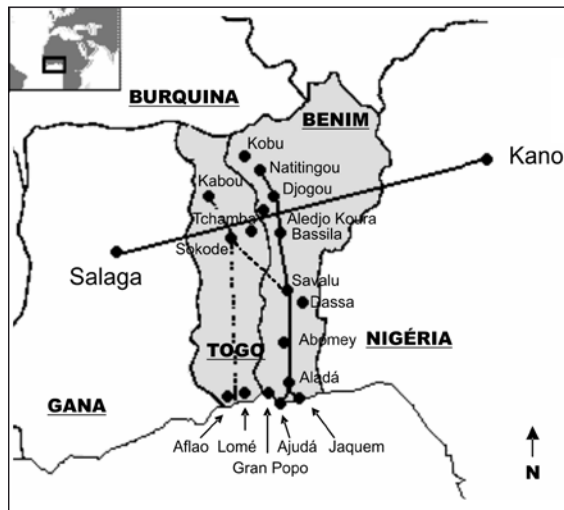 BURQUINA
BENIM
Kobu
Natitingou
Kano
Kabou
Djogou
Tchamba
Aledjo Koura
Sokode
Bassila
Salaga
Savalu
Dassa
Abomey
NIGÉRIA
TOGO
Aladá
GANA
Aflao
Lomé
Ajudá
Jaquem
Gran Popo
N